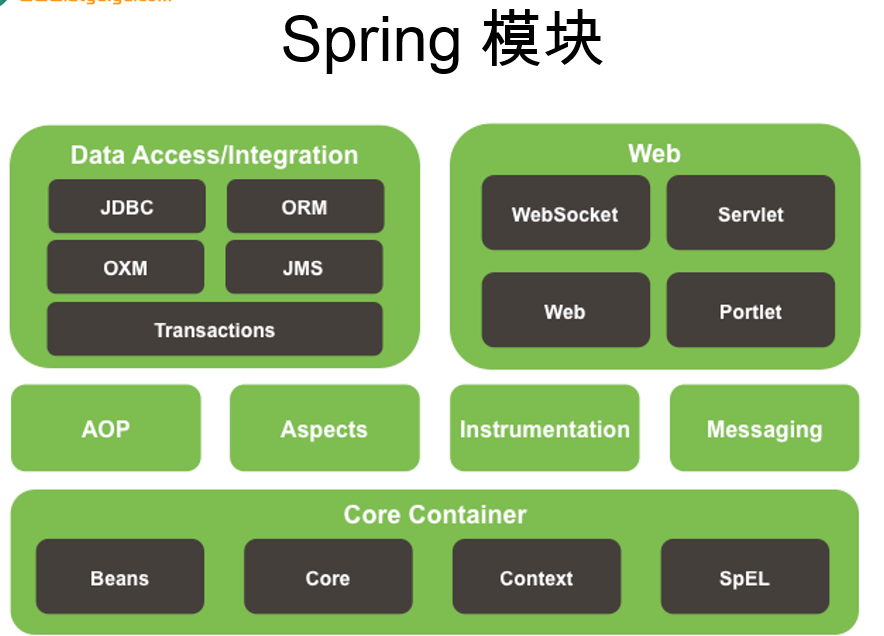 Spring 模块
Data Access/Integration
JDBC
ORM
OXM
JMS
Transactions
Web
WebSocket
Servlet
Web
Portlet
AOP
Aspects
Instrumentation
Messaging
Core Container
Beans
Core
Context
SpEL